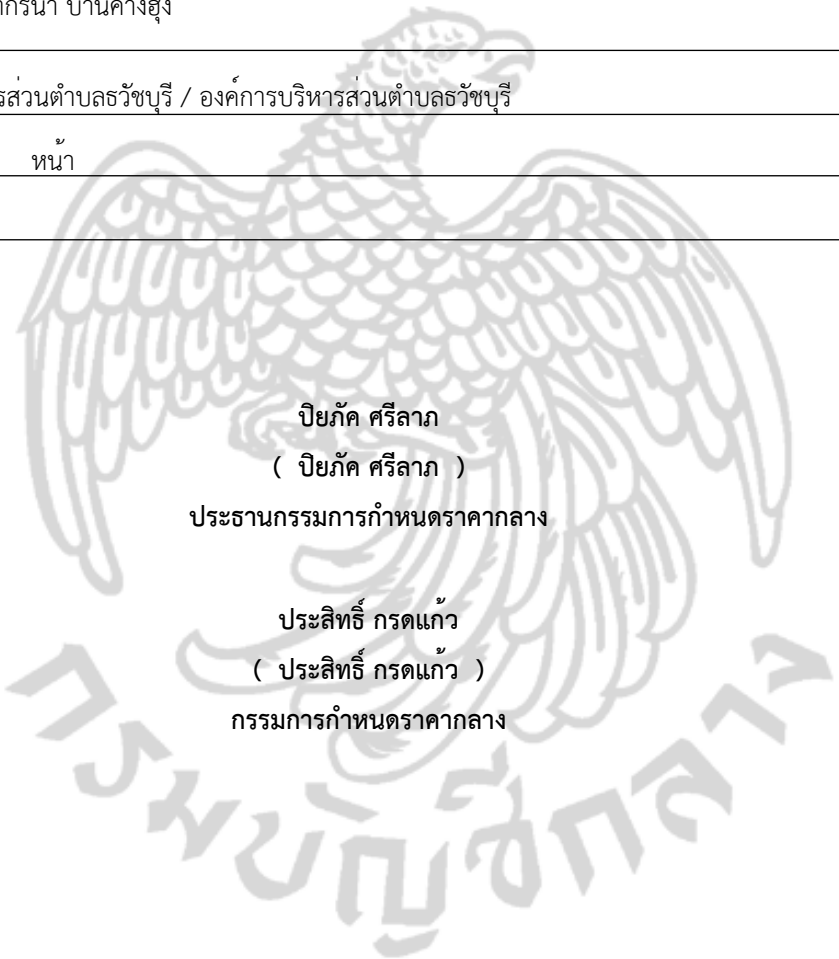 บ้านคางฮุง
รส่วนตำบลธวัชบุรี / องค์การบริหารส่วนตำบลธวัชบุรี
หน้า
ปิยภัค ศรีลาภ
( ปิยภัค ศรีลาภ )
ประธานกรรมการกำหนดราคากลาง
ประสิทธิ์ กรดแก้ว
( ประสิทธิ์ กรดแก้ว )
กรรมการกำหนดราคากลาง
กรมบัญชีกลาง